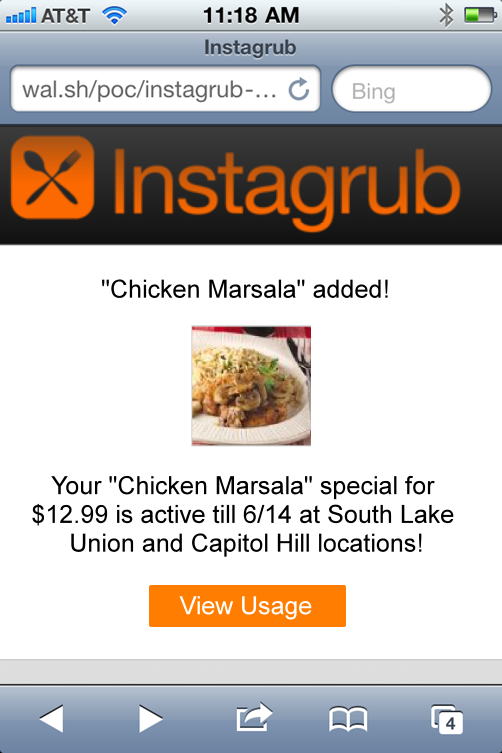 AT&T 11:18 AM
Instagrub
wal.sh/poc/instagrub-... Bing
Instagrub
"Chicken Marsala" added!
Your "Chicken Marsala" special for
$12.99 is active till 6/14 at South Lake
Union and Capitol Hill locations!
View Usage
4